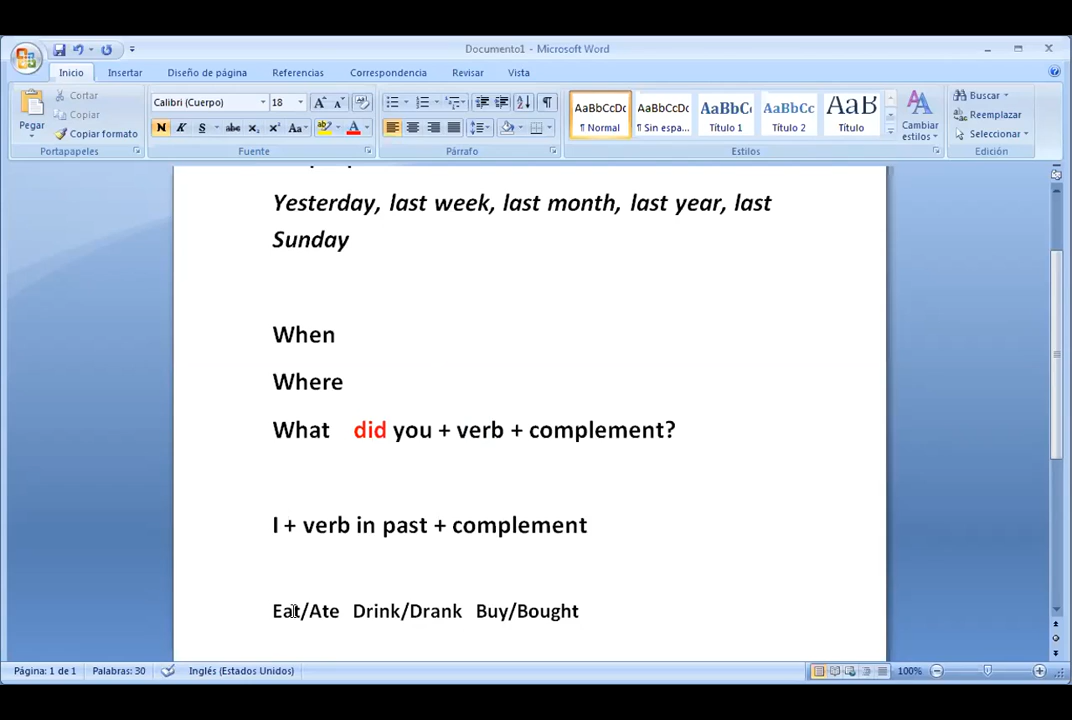 Documento1 - Microsoft Word
Inicio Insertar Diseño de página Referencias Correspondencia Revisar Vista
Pegar
Cortar
Copiar
Copiar formato
Portapapeles
Calibri (Cuerpo) 18
N K S abe x₂ x² Aa
Fuente
Párrafo
AaBbCcDc AaBbCcDc AaBbC AaBbCc AaB
¶ Normal ¶ Sin espa... Título 1 Título 2 Título
Cambiar
estilos
Estilos
Buscar
Reemplazar
Seleccionar
Edición
Yesterday, last week, last month, last year, last
Sunday
When
Where
What did you + verb + complement?
I + verb in past + complement
Eat/Ate Drink/Drank Buy/Bought
Página: 1 de 1 Palabras: 30 Inglés (Estados Unidos) 100%